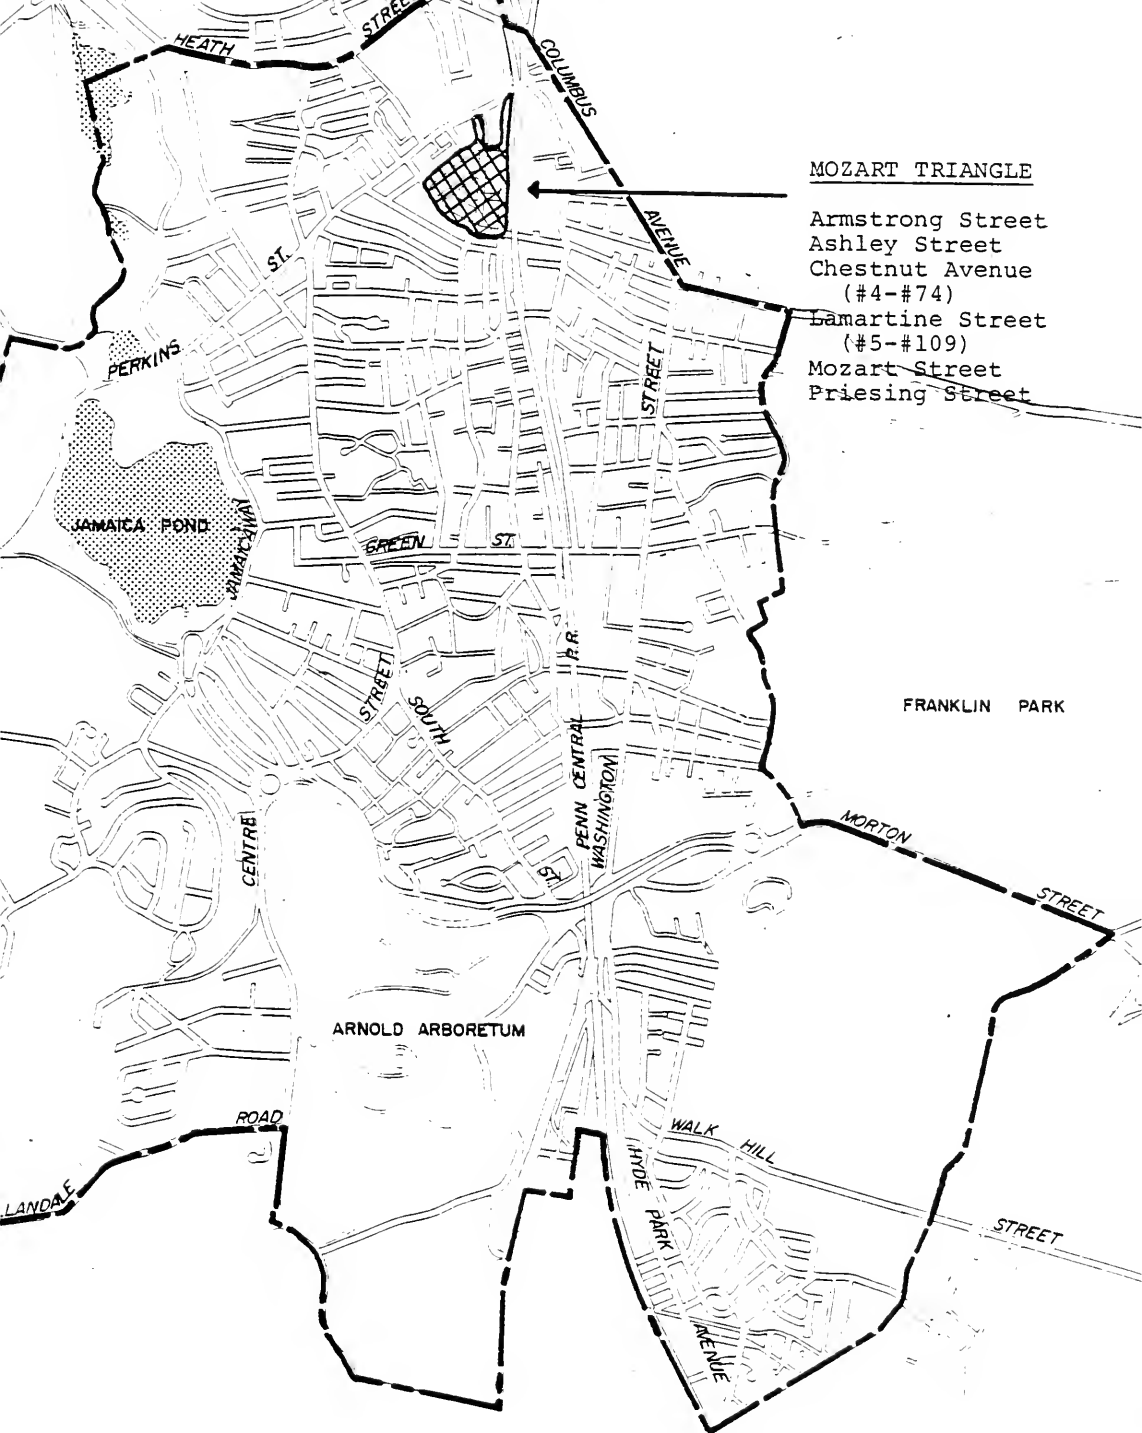 HEATH
STREET
COLUMBUS
AVENUE
MOZART TRIANGLE
Armstrong Street
Ashley Street
Chestnut Avenue
(#4-#74)
Lamartine Street
(#5-#109)
Mozart Street
Priesing Street
ST.
PERKINS
STREET
JAMAICA POND
JAMAICAWAY
GREEN ST.
R.R.
STREET
SOUTH
FRANKLIN PARK
PENN CENTRAL
WASHINGTON
CENTRE
MORTON
ST.
STREET
ARNOLD ARBORETUM
ROAD
WALK HILL
HYDE PARK
LANDALE
STREET
AVENUE